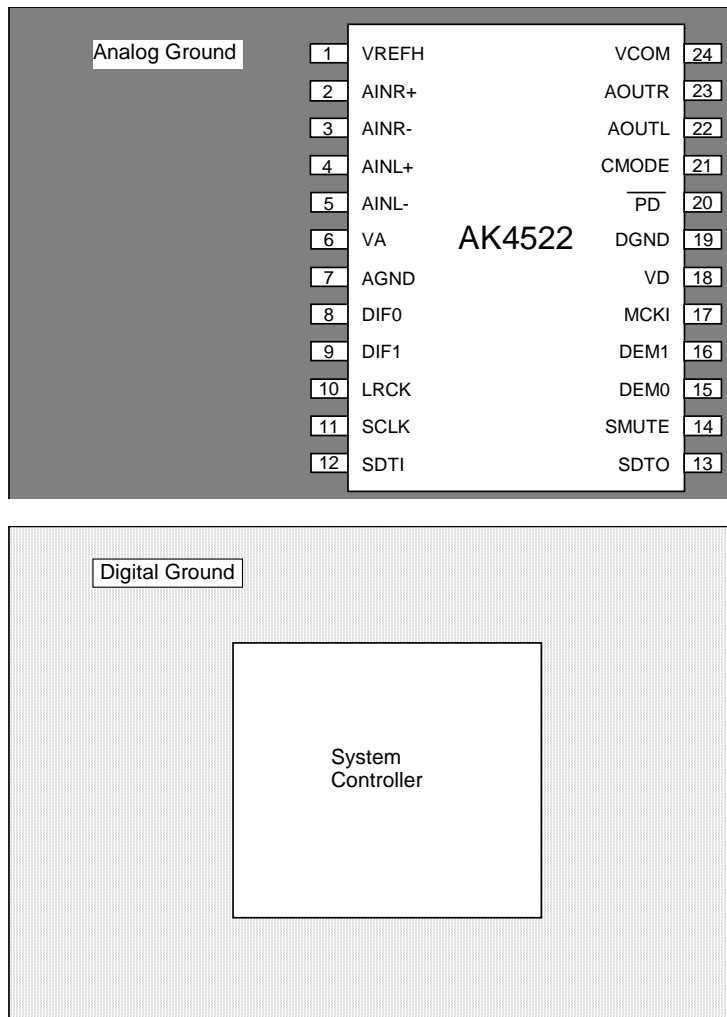 Analog Ground
1 VREFH VCOM 24
2 AINR+ AOUTR 23
3 AINR- AOUTL 22
4 AINL+ CMODE 21
5 AINL- PD 20
6 VA AK4522 DGND 19
7 AGND VD 18
8 DIF0 MCKI 17
9 DIF1 DEM1 16
10 LRCK DEM0 15
11 SCLK SMUTE 14
12 SDTI SDTO 13
Digital Ground
System
Controller